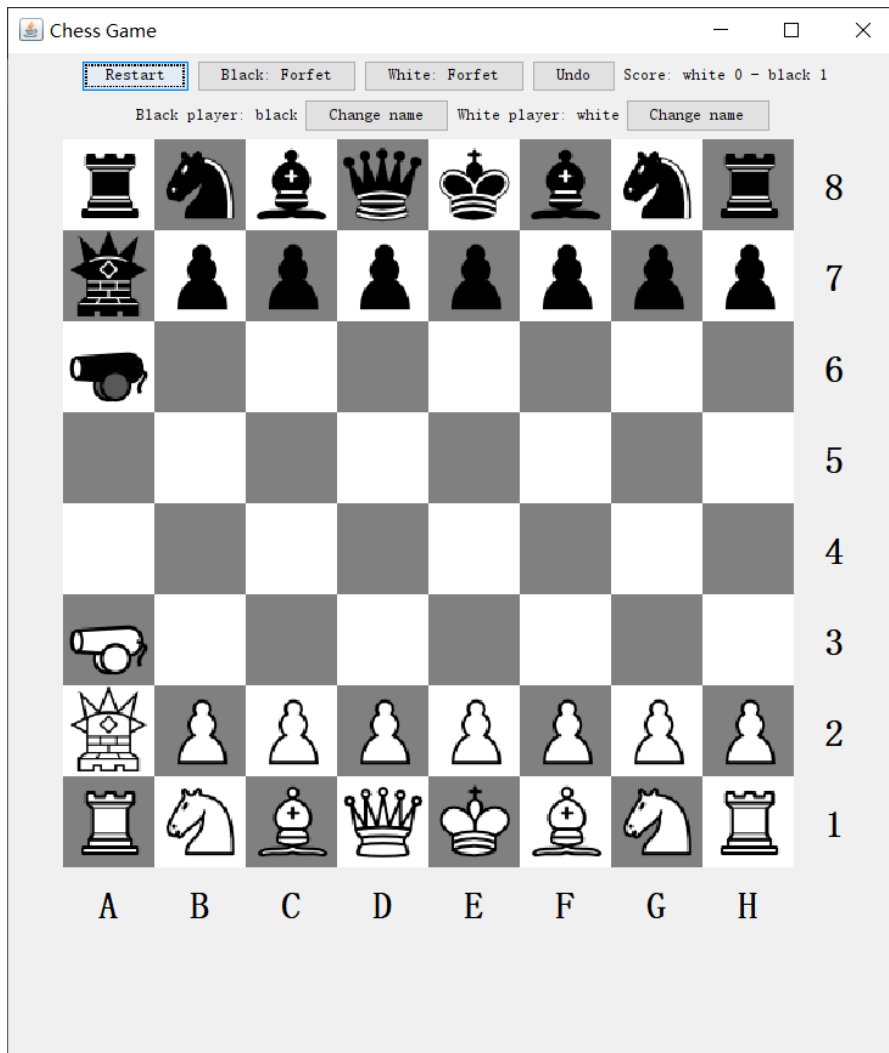 Chess Game
Restart Black: Forfet White: Forfet Undo Score: white 0 - black 1
Black player: black Change name White player: white Change name
8
7
6
5
4
3
2
1
A B C D E F G H